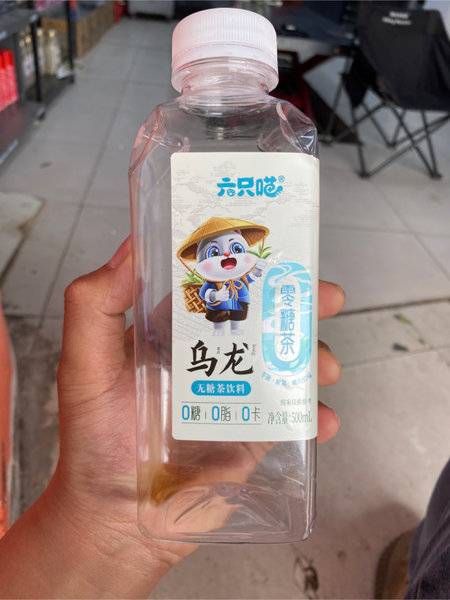 六只喵®
零糖茶
乌龙
无糖茶饮料
0糖 0脂 0卡
净含量:500mL